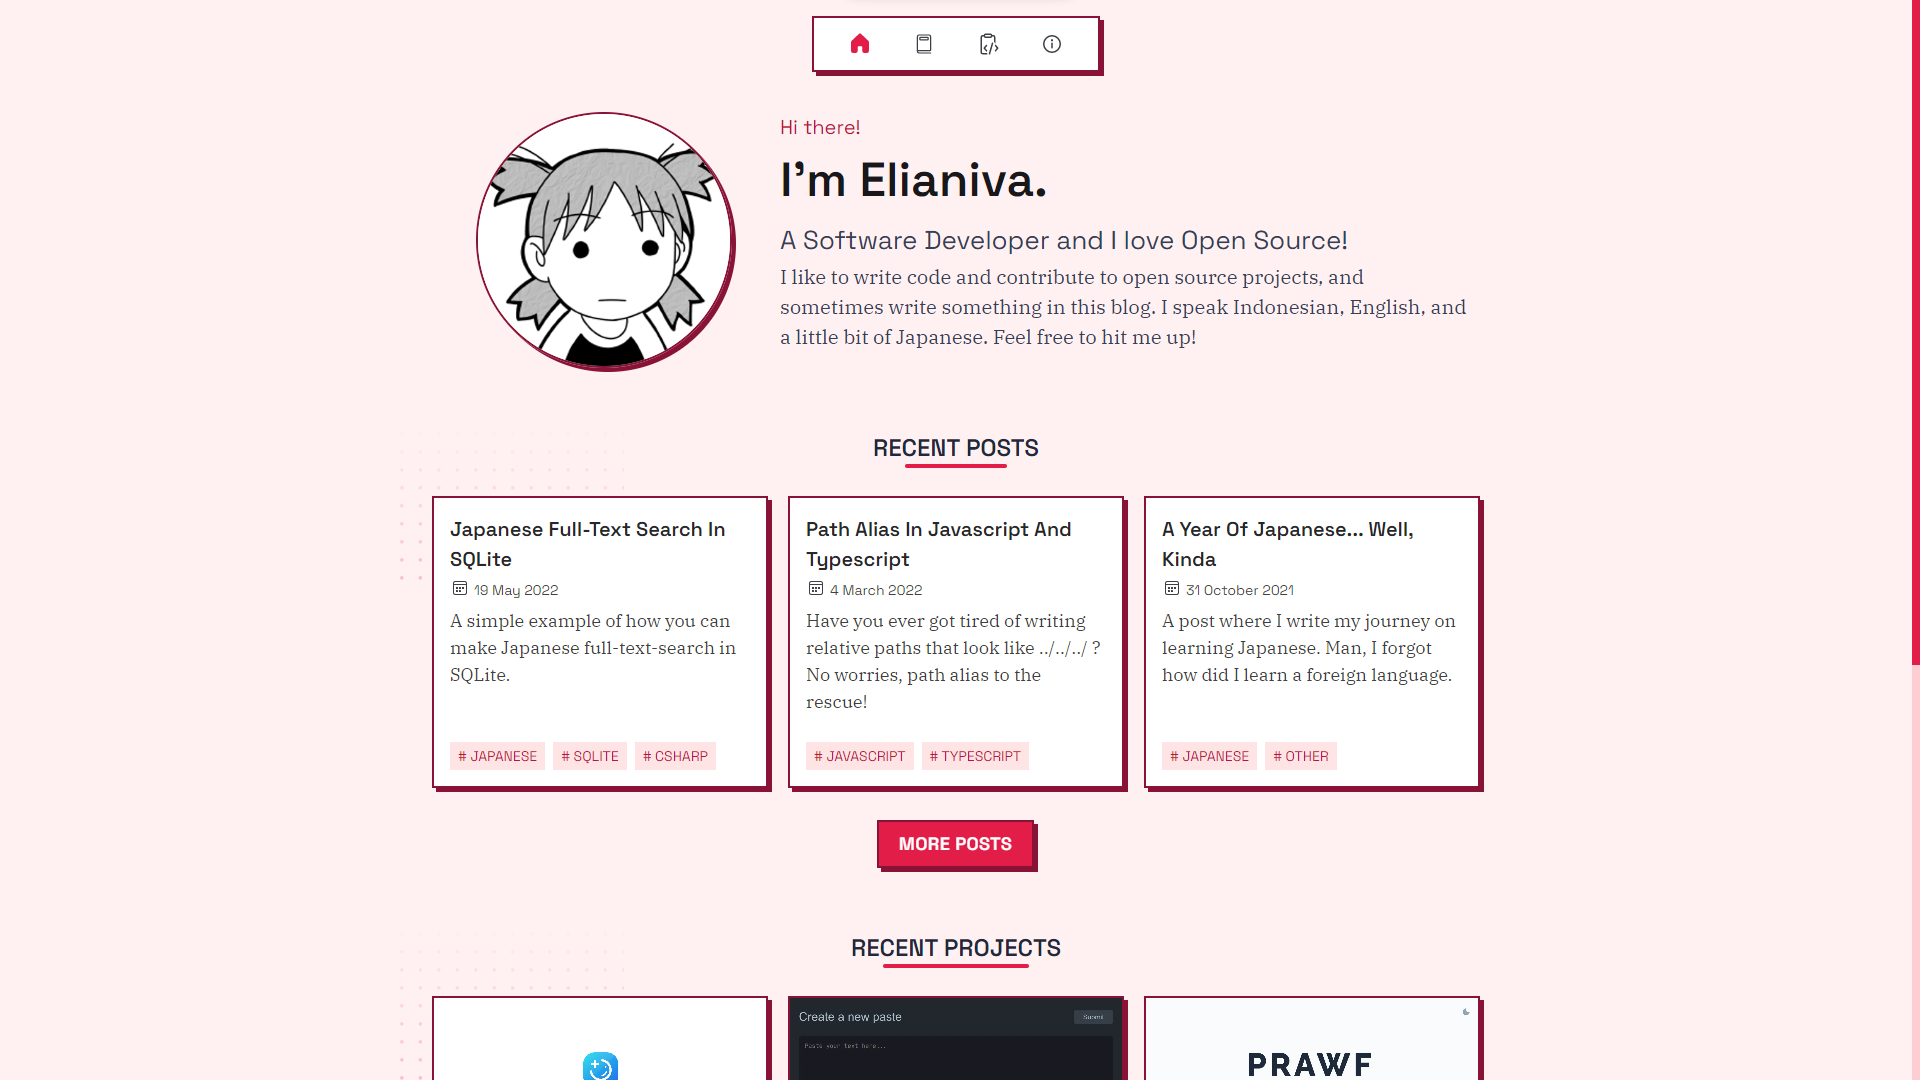 Hi there!
I'm Elianiva.
A Software Developer and I love Open Source!
I like to write code and contribute to open source projects, and
sometimes write something in this blog. I speak Indonesian, English, and
a little bit of Japanese. Feel free to hit me up!
RECENT POSTS
Japanese Full-Text Search In
SQLite
19 May 2022
A simple example of how you can
make Japanese full-text-search in
SQLite.
# JAPANESE # SQLITE # CSHARP
Path Alias In Javascript And
Typescript
4 March 2022
Have you ever got tired of writing
relative paths that look like ../../../ ?
No worries, path alias to the
rescue!
# JAVASCRIPT # TYPESCRIPT
A Year Of Japanese... Well,
Kinda
31 October 2021
A post where I write my journey on
learning Japanese. Man, I forgot
how did I learn a foreign language.
# JAPANESE # OTHER
MORE POSTS
RECENT PROJECTS
Create a new paste Submit
Paste your text here...
PRAWF